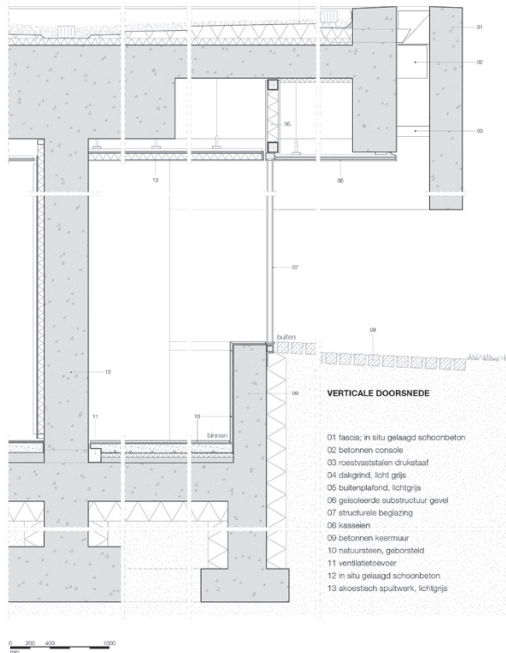 01
02
03
05
06
13
07
buiten
08
12
11
10
09
binnen
VERTICALE DOORSNEDE
01 fascia; in situ gelaagd schoonbeton
02 betonnen console
03 roestvaststalen drukstaaf
04 dakgrind, licht grijs
05 buitenplafond, lichtgrijs
06 geïsoleerde substructuur gevel
07 structurele beglazing
08 kasseien
09 betonnen keermuur
10 natuursteen, geborsteld
11 ventilatietoevoer
12 in situ gelaagd schoonbeton
13 akoestisch spuitwerk, lichtgrijs
0 200 400 1000
mm